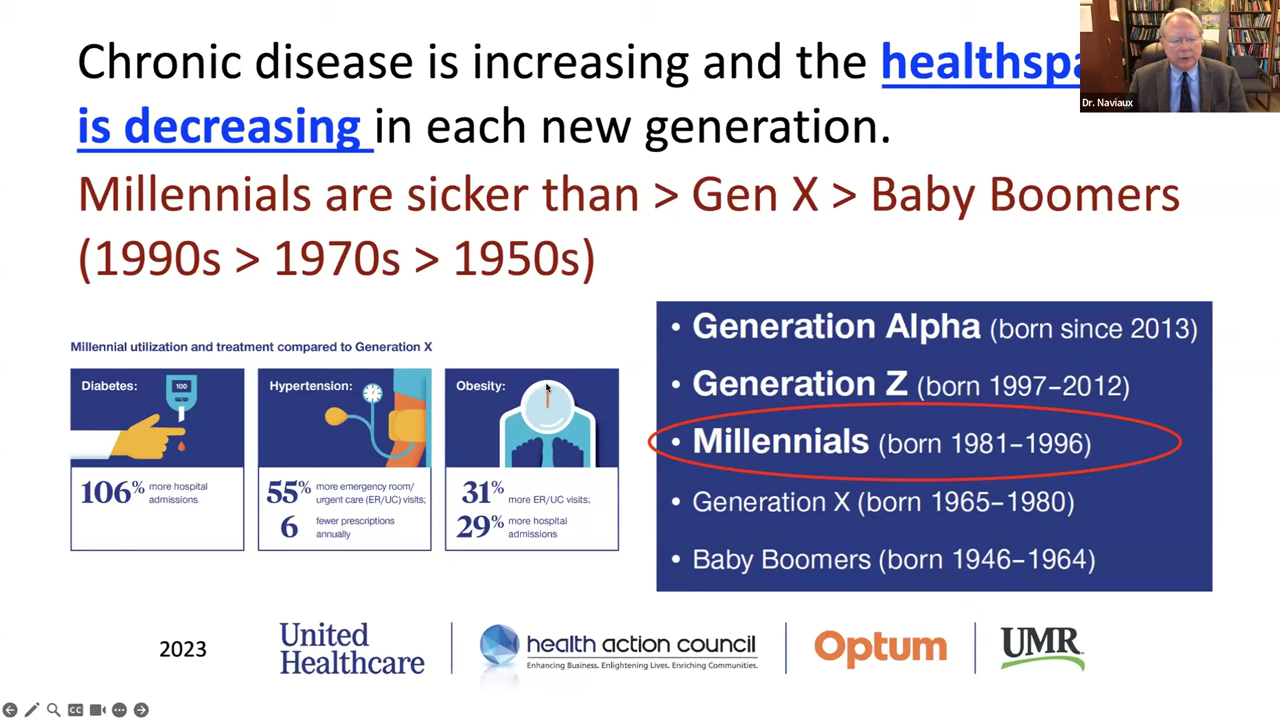 Chronic disease is increasing and the healthspa
is decreasing in each new generation.
Millennials are sicker than > Gen X > Baby Boomers
(1990s > 1970s > 1950s)
Dr. Naviaux
Millennial utilization and treatment compared to Generation X
Diabetes:
100
106% more hospital
admissions
Hypertension:
55% more emergency room/
urgent care (ER/UC) visits;
6 fewer prescriptions
annually
Obesity:
31% more ER/UC visits;
29% more hospital
admissions
• Generation Alpha (born since 2013)
• Generation Z (born 1997–2012)
• Millennials (born 1981–1996)
• Generation X (born 1965–1980)
• Baby Boomers (born 1946–1964)
2023
United
Healthcare
health action council
Enhancing Business. Enlightening Lives. Enriching Communities.
Optum
UMR
CC